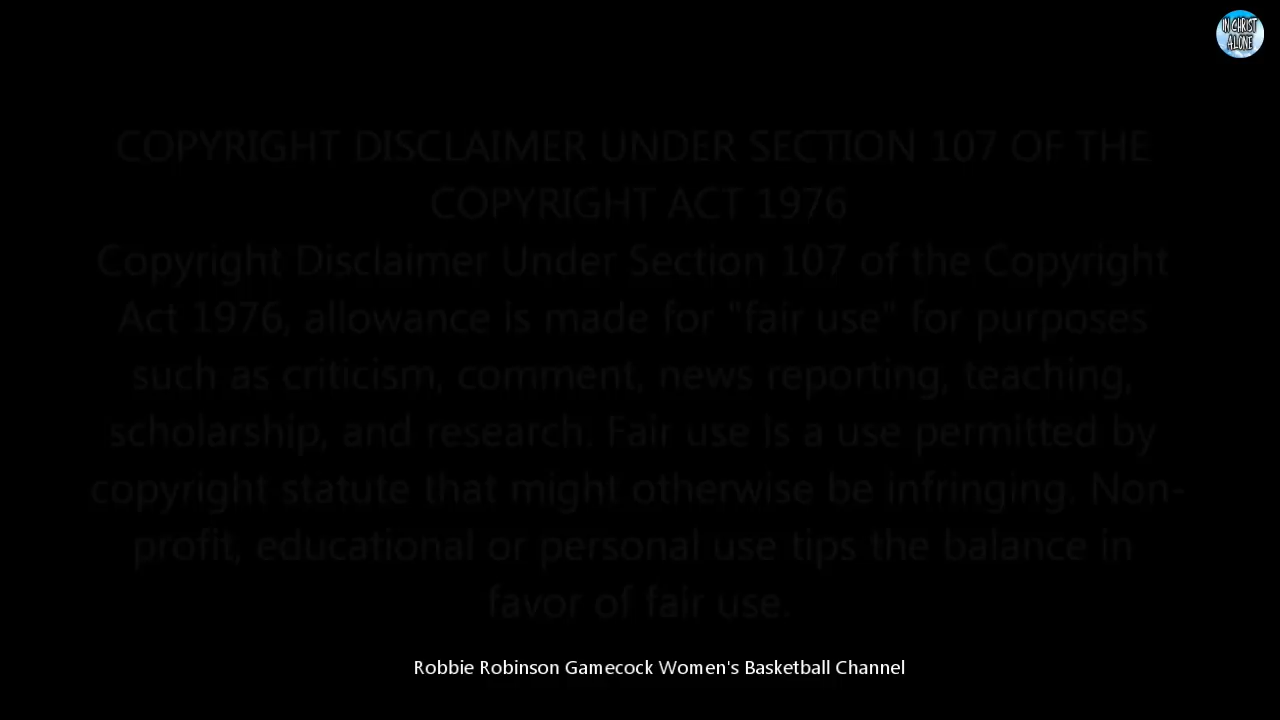 IN CHRIST
ALONE
COPYRIGHT DISCLAIMER UNDER SECTION 107 OF THE
COPYRIGHT ACT 1976
Copyright Disclaimer Under Section 107 of the Copyright
Act 1976, allowance is made for "fair use" for purposes
such as criticism, comment, news reporting, teaching,
scholarship, and research. Fair use is a use permitted by
copyright statute that might otherwise be infringing. Non-
profit, educational or personal use tips the balance in
favor of fair use.
Robbie Robinson Gamecock Women's Basketball Channel